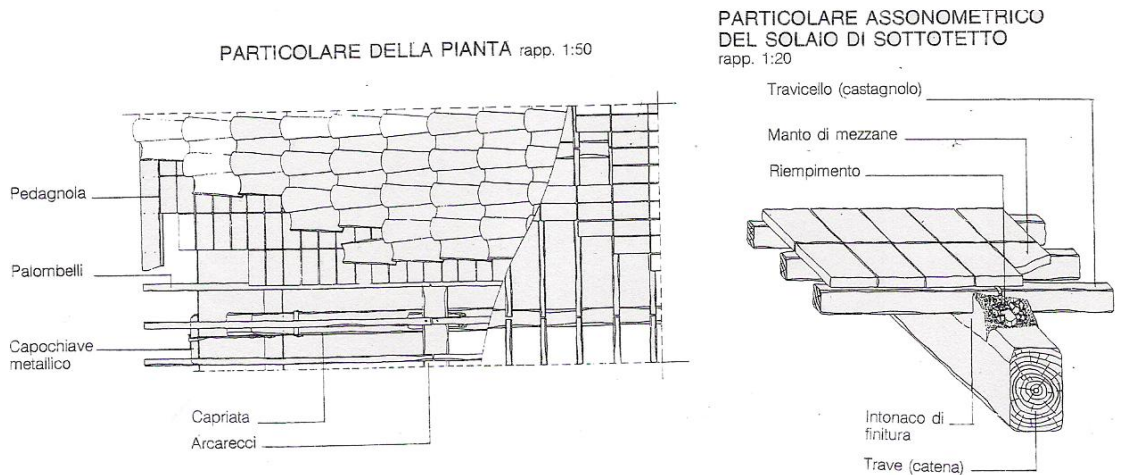 PARTICOLARE DELLA PIANTA rapp. 1:50
Pedagnola
Palombelli
Capochiave
metallico
Capriata
Arcarecci
PARTICOLARE ASSONOMETRICO
DEL SOLAIO DI SOTTOTETTO
rapp. 1:20
Travicello (castagnolo)
Manto di mezzane
Riempimento
Intonaco di
finitura
Trave (catena)